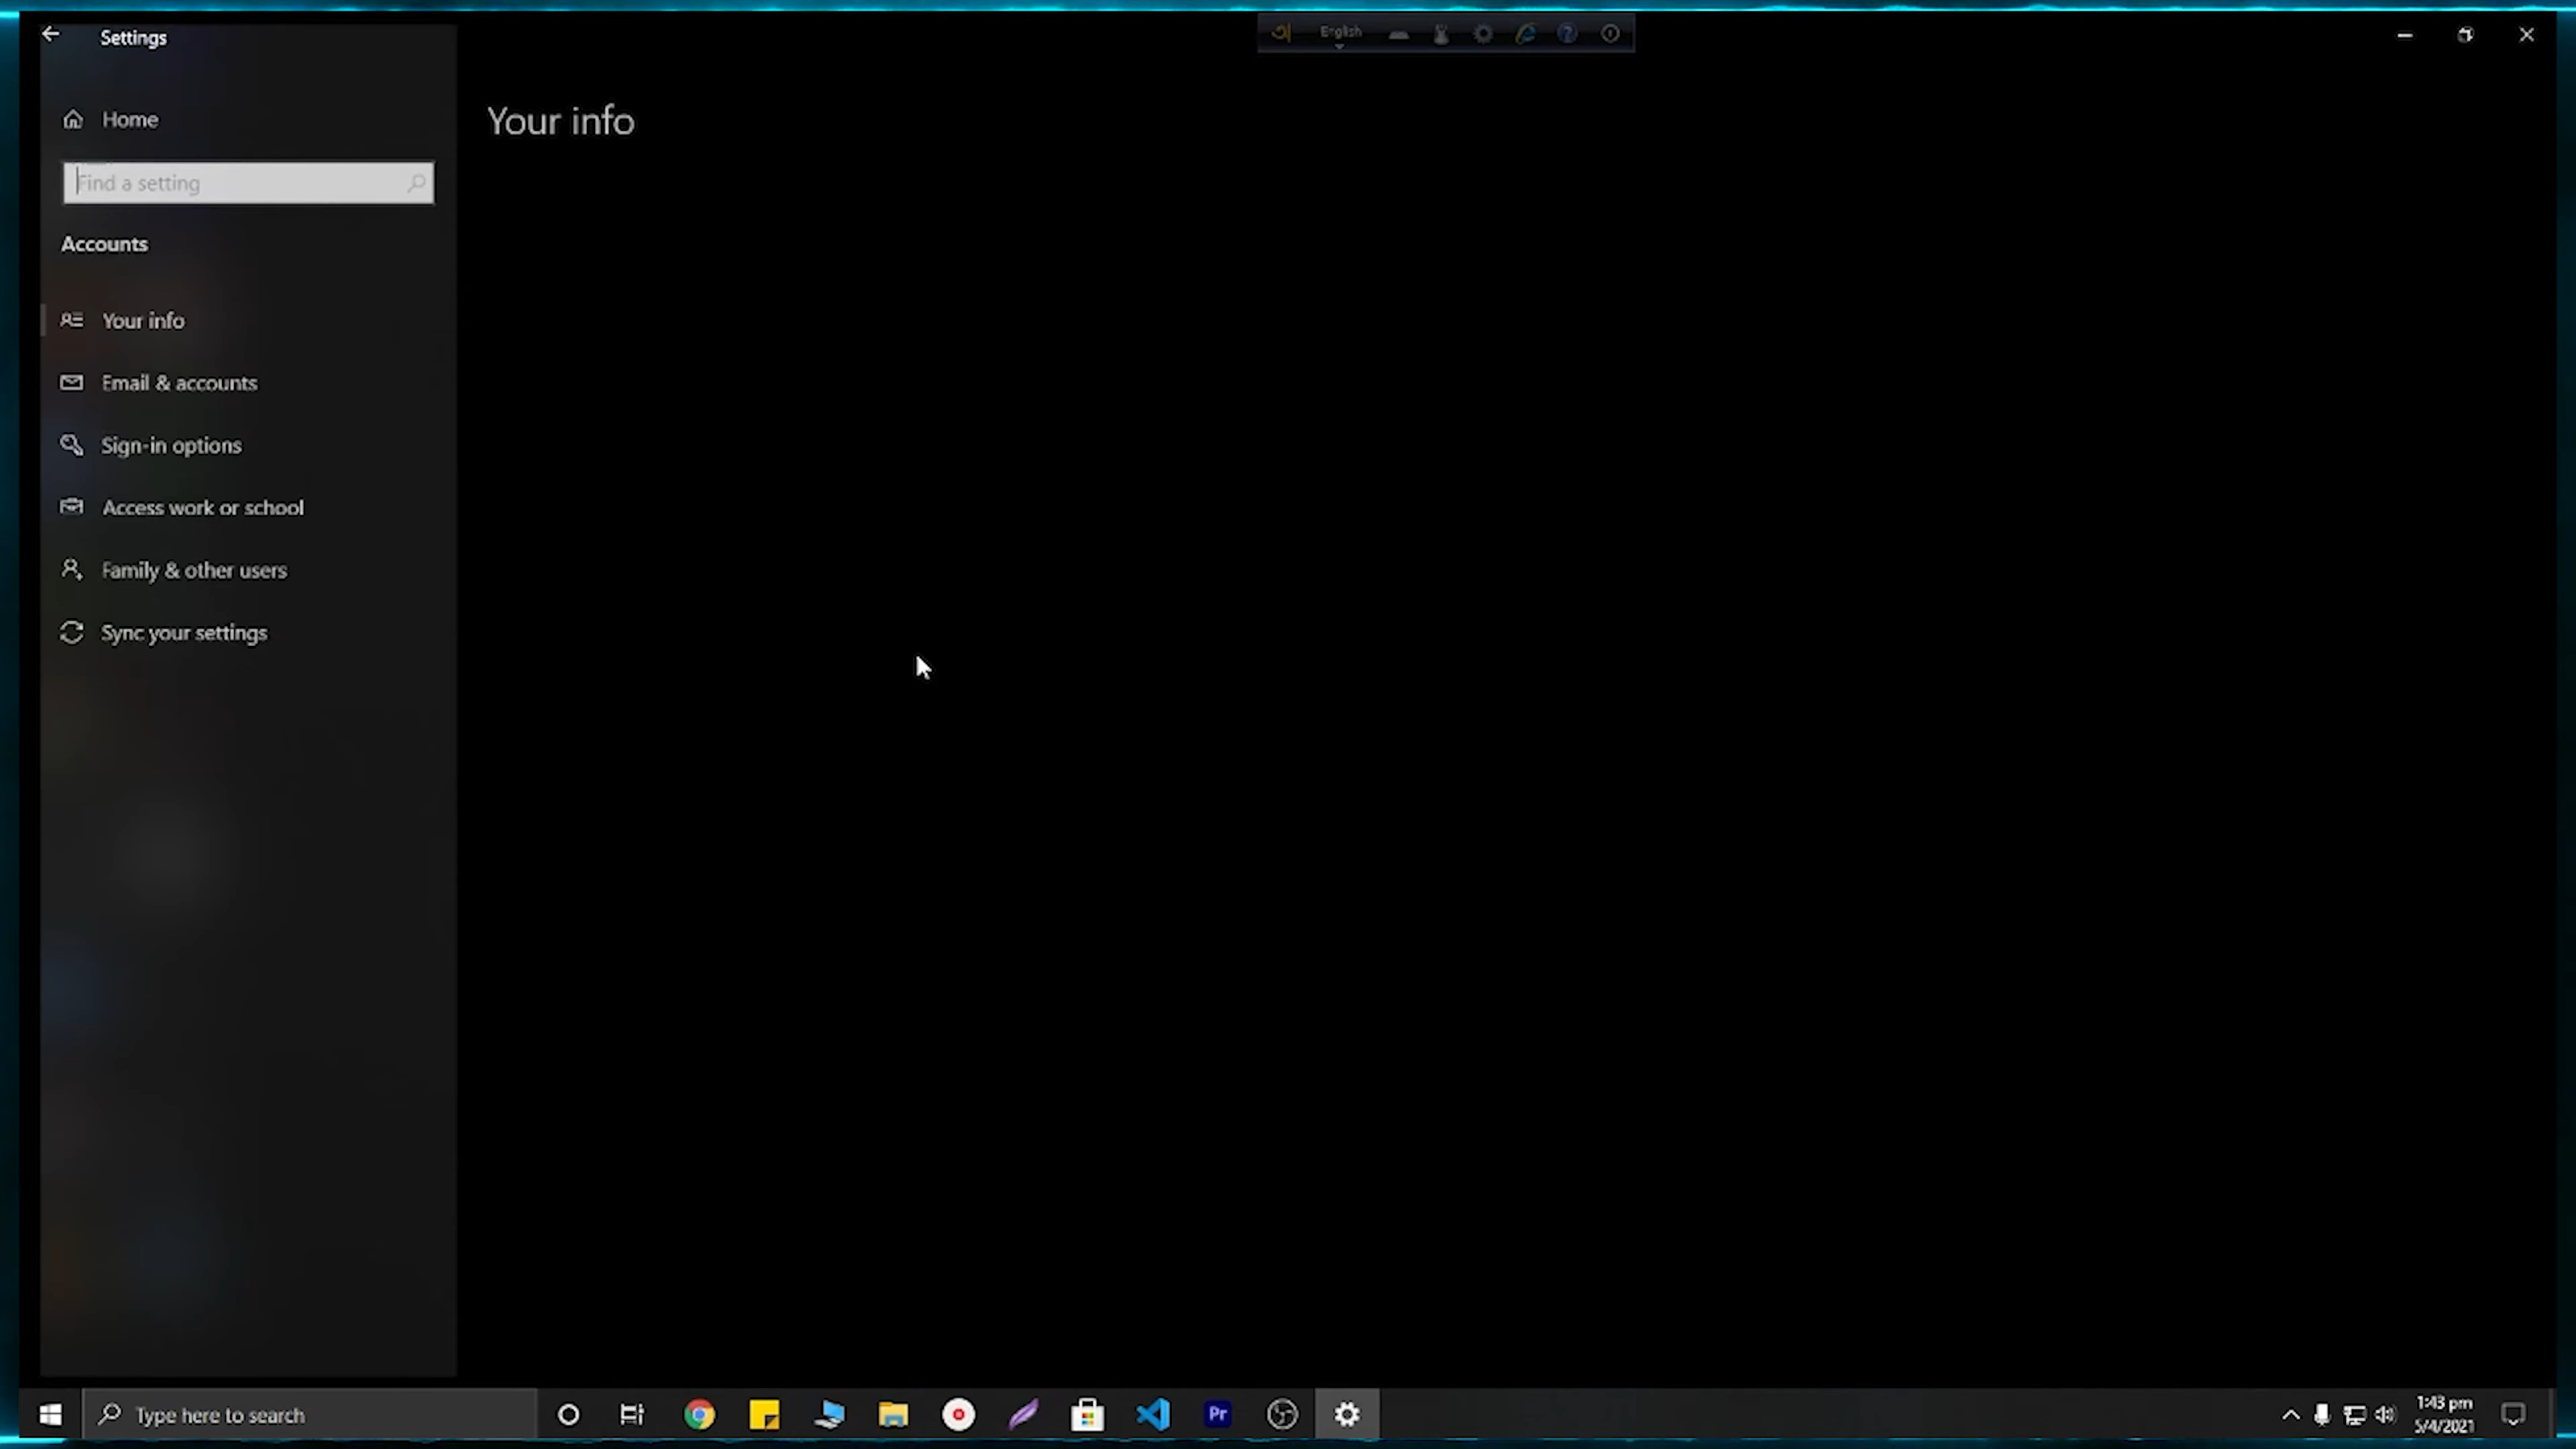 Settings
English
Home
Your info
Find a setting
Accounts
Your info
Email & accounts
Sign-in options
Access work or school
Family & other users
Sync your settings
Type here to search
Pr
1:43 pm
5/4/2021